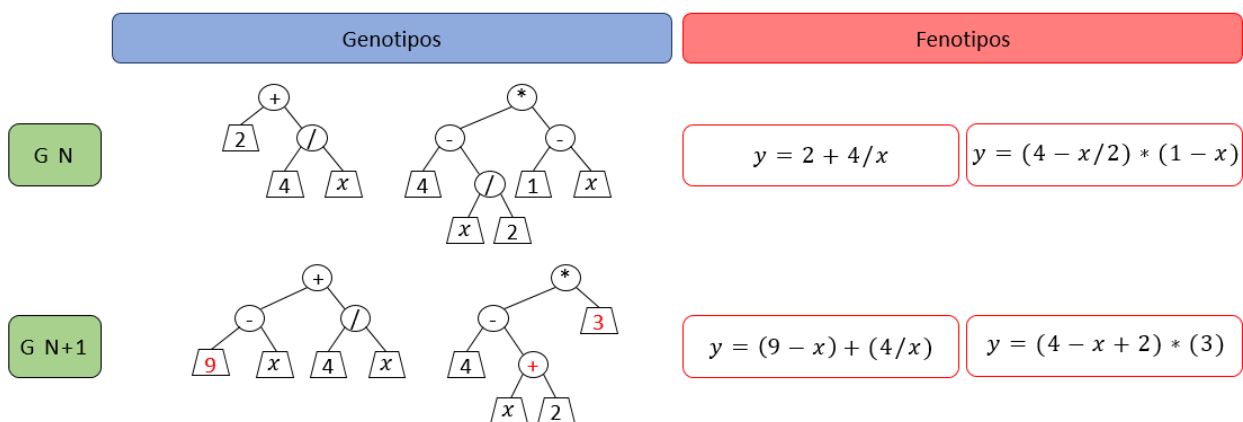 Genotipos
Fenotipos
G N
+
2
/
4
x
*
-
-
4
/
1
x
x
2
y = 2 + 4/x
y = (4 − x/2) ∗ (1 − x)
G N+1
+
-
/
9
x
4
x
*
-
3
4
+
x
2
y = (9 − x) + (4/x)
y = (4 − x + 2) ∗ (3)